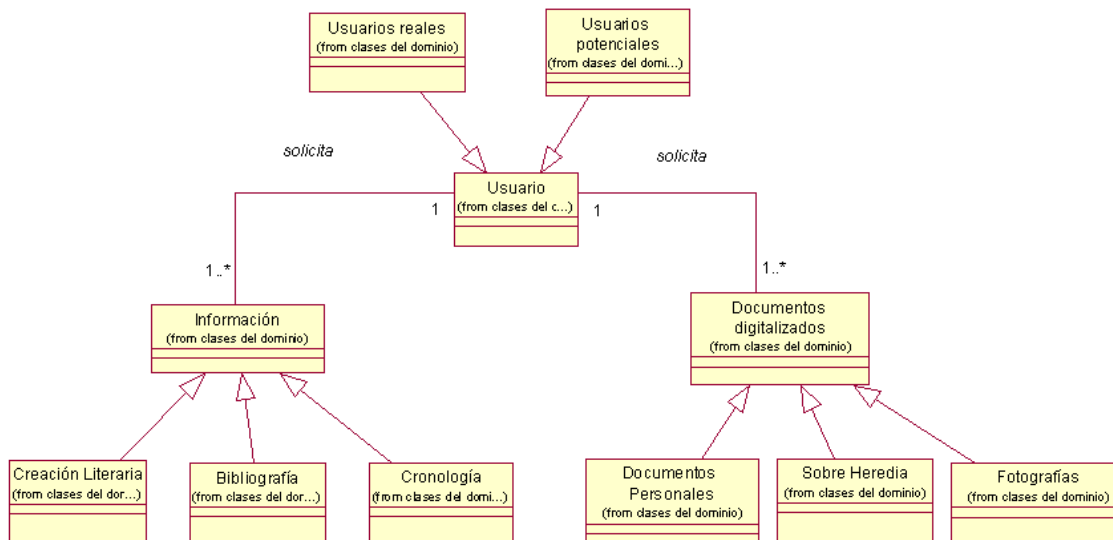 Usuarios reales
(from clases del dominio)
Usuarios
potenciales
(from clases del domi...)
solicita
solicita
Usuario
(from clases del c...)
1
1
1..*
1..*
Información
(from clases del dominio)
Documentos
digitalizados
(from clases del dominio)
Creación Literaria
(from clases del dor...)
Bibliografía
(from clases del dor...)
Cronología
(from clases del domi...)
Documentos
Personales
(from clases del dominio)
Sobre Heredia
(from clases del dominio)
Fotografías
(from clases del dominio)